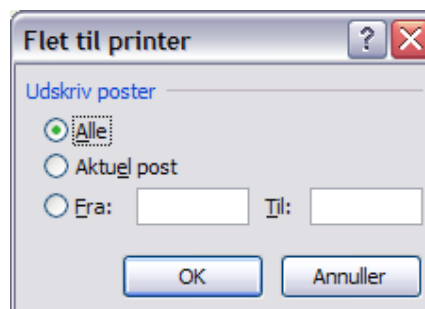 Flet til printer
Udskriv poster
Alle
Aktuel post
Fra: Til:
OK Annuller